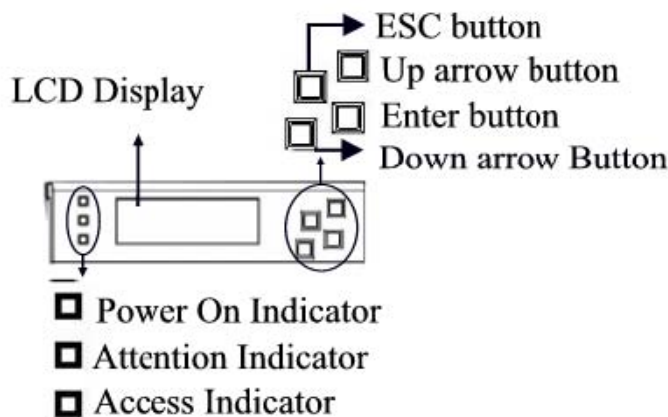 ESC button
Up arrow button
LCD Display
Enter button
Down arrow Button
Power On Indicator
Attention Indicator
Access Indicator